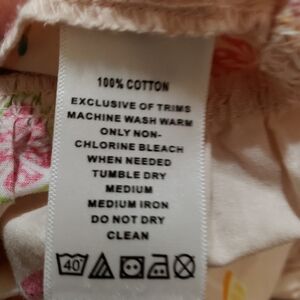 100% COTTON
EXCLUSIVE OF TRIMS
MACHINE WASH WARM
ONLY NON-
CHLORINE BLEACH
WHEN NEEDED
TUMBLE DRY
MEDIUM
MEDIUM IRON
DO NOT DRY
CLEAN
40